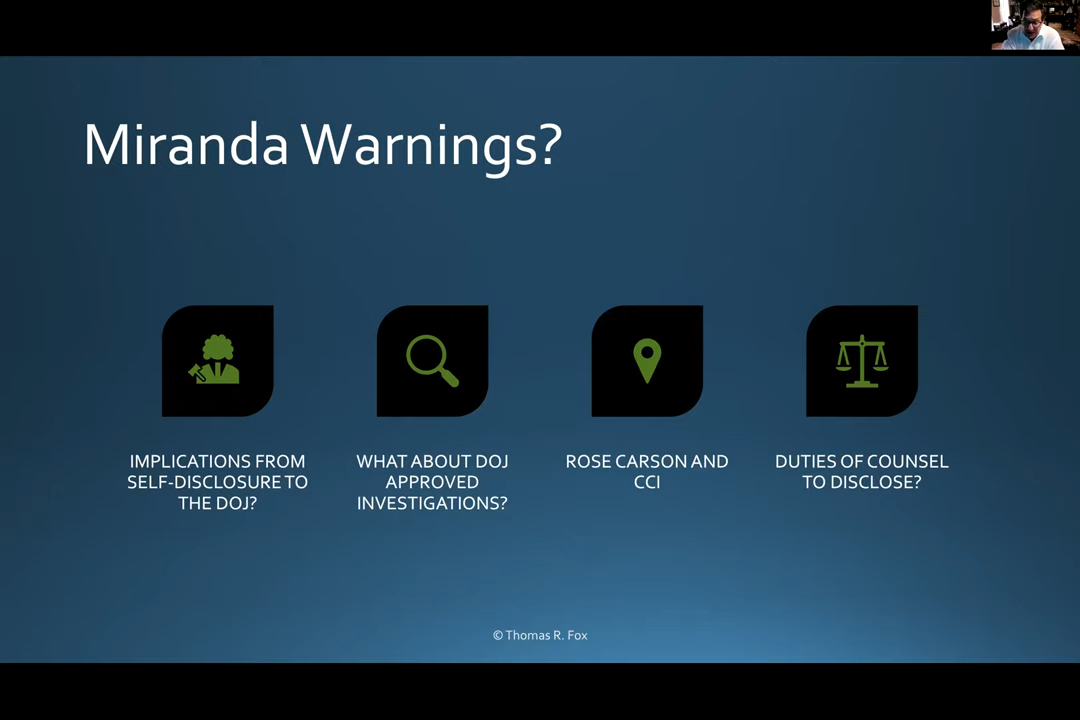 Miranda Warnings?
IMPLICATIONS FROM
SELF-DISCLOSURE TO
THE DOJ?
WHAT ABOUT DOJ
APPROVED
INVESTIGATIONS?
ROSE CARSON AND
CCI
DUTIES OF COUNSEL
TO DISCLOSE?
© Thomas R. Fox